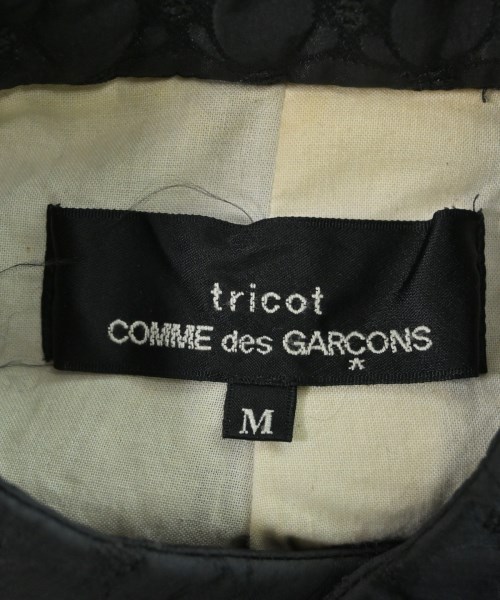 tricot
COMME des GARÇONS
*
M